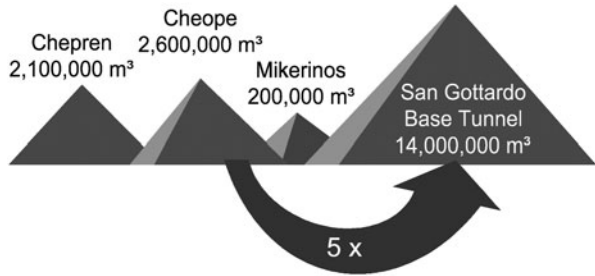 Chepren
2,100,000 m³
Cheope
2,600,000 m³
Mikerinos
200,000 m³
San Gottardo
Base Tunnel
14,000,000 m³
5 x